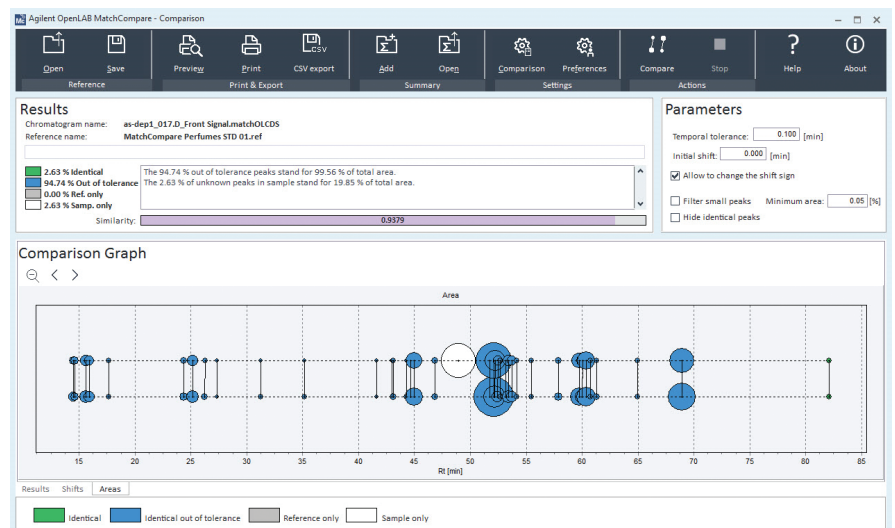 Agilent OpenLAB MatchCompare - Comparison
Open Save Preview Print CSV export Add Open Comparison Preferences Compare Stop Help About
Reference Print & Export Summary Settings Actions
Results
Chromatogram name: as-dep1_017.D_Front Signal.matchOLCDS
Reference name: MatchCompare Perfumes STD 01.ref
2.63 % Identical
94.74 % Out of tolerance
0.00 % Ref. only
2.63 % Samp. only
The 94.74 % out of tolerance peaks stand for 99.56 % of total area.
The 2.63 % of unknown peaks in sample stand for 19.85 % of total area.
Similarity: 0.9379
Parameters
Temporal tolerance: 0.100 [min]
Initial shift: 0.000 [min]
Allow to change the shift sign
Filter small peaks Minimum area: 0.05 [%]
Hide identical peaks
Comparison Graph
Area
15 20 25 30 35 40 45 50 55 60 65 70 75 80 85
Rt [min]
Results Shifts Areas
Identical Identical out of tolerance Reference only Sample only